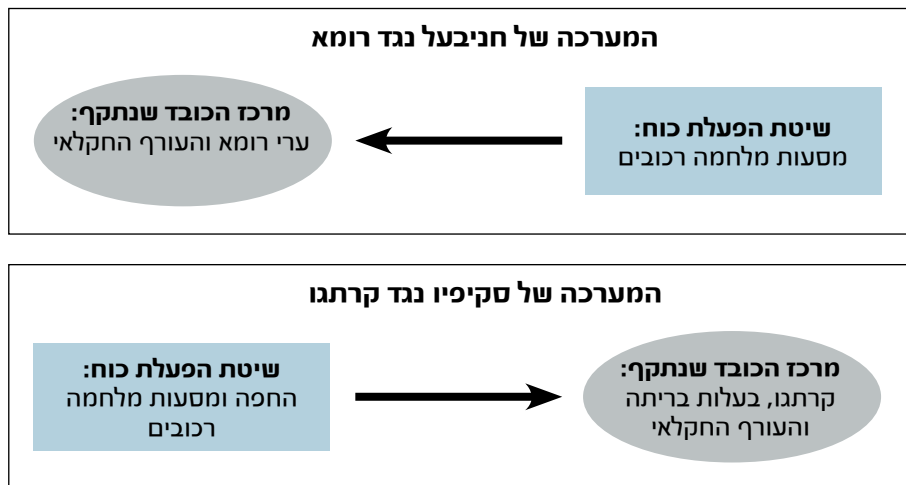 המערכה של חניבעל נגד רומא
שיטת הפעלת כוח:
מסעות מלחמה רכובים
מרכז הכובד שנתקף:
ערי רומא והעורף החקלאי
המערכה של סקיפיו נגד קרתגו
מרכז הכובד שנתקף:
קרתגו, בעלות בריתה
והעורף החקלאי
שיטת הפעלת כוח:
החפה ומסעות מלחמה
רכובים